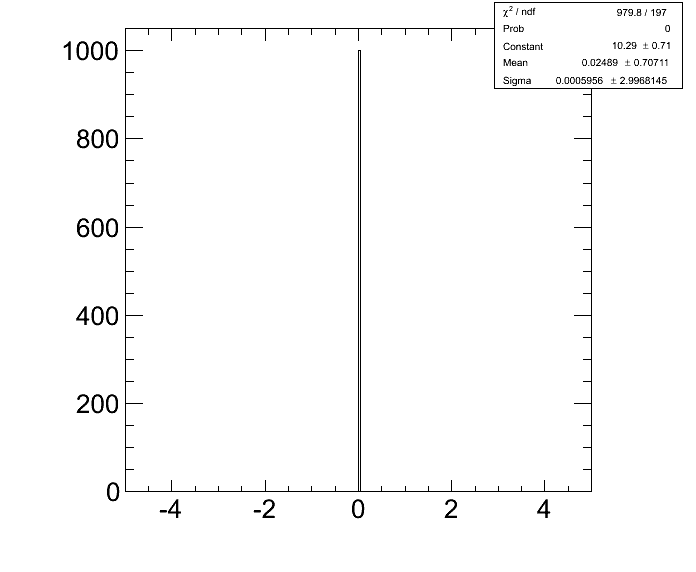 χ² / ndf 979.8 / 197
Prob 0
Constant 10.29 ± 0.71
Mean 0.02489 ± 0.70711
Sigma 0.0005956 ± 2.9968145
1000
800
600
400
200
0
-4 -2 0 2 4